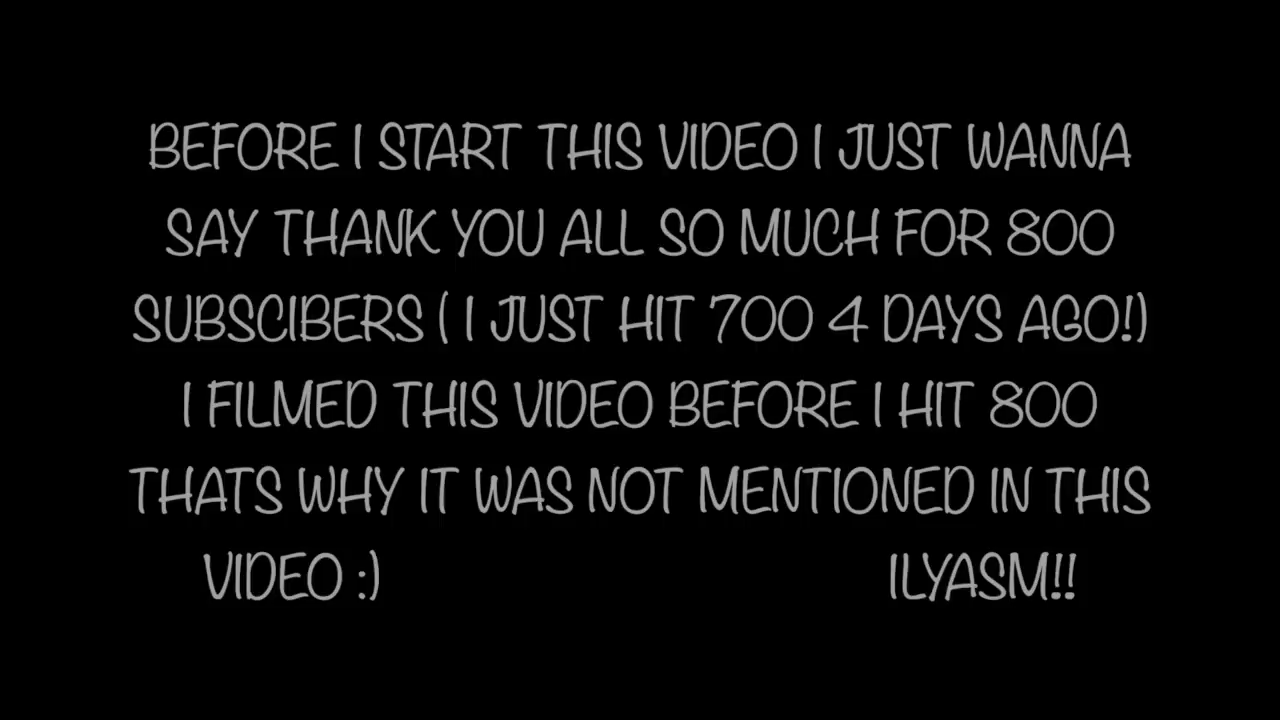 BEFORE I START THIS VIDEO I JUST WANNA
SAY THANK YOU ALL SO MUCH FOR 800
SUBSCIBERS ( I JUST HIT 700 4 DAYS AGO!)
I FILMED THIS VIDEO BEFORE I HIT 800
THATS WHY IT WAS NOT MENTIONED IN THIS
VIDEO :) ILYASM!!